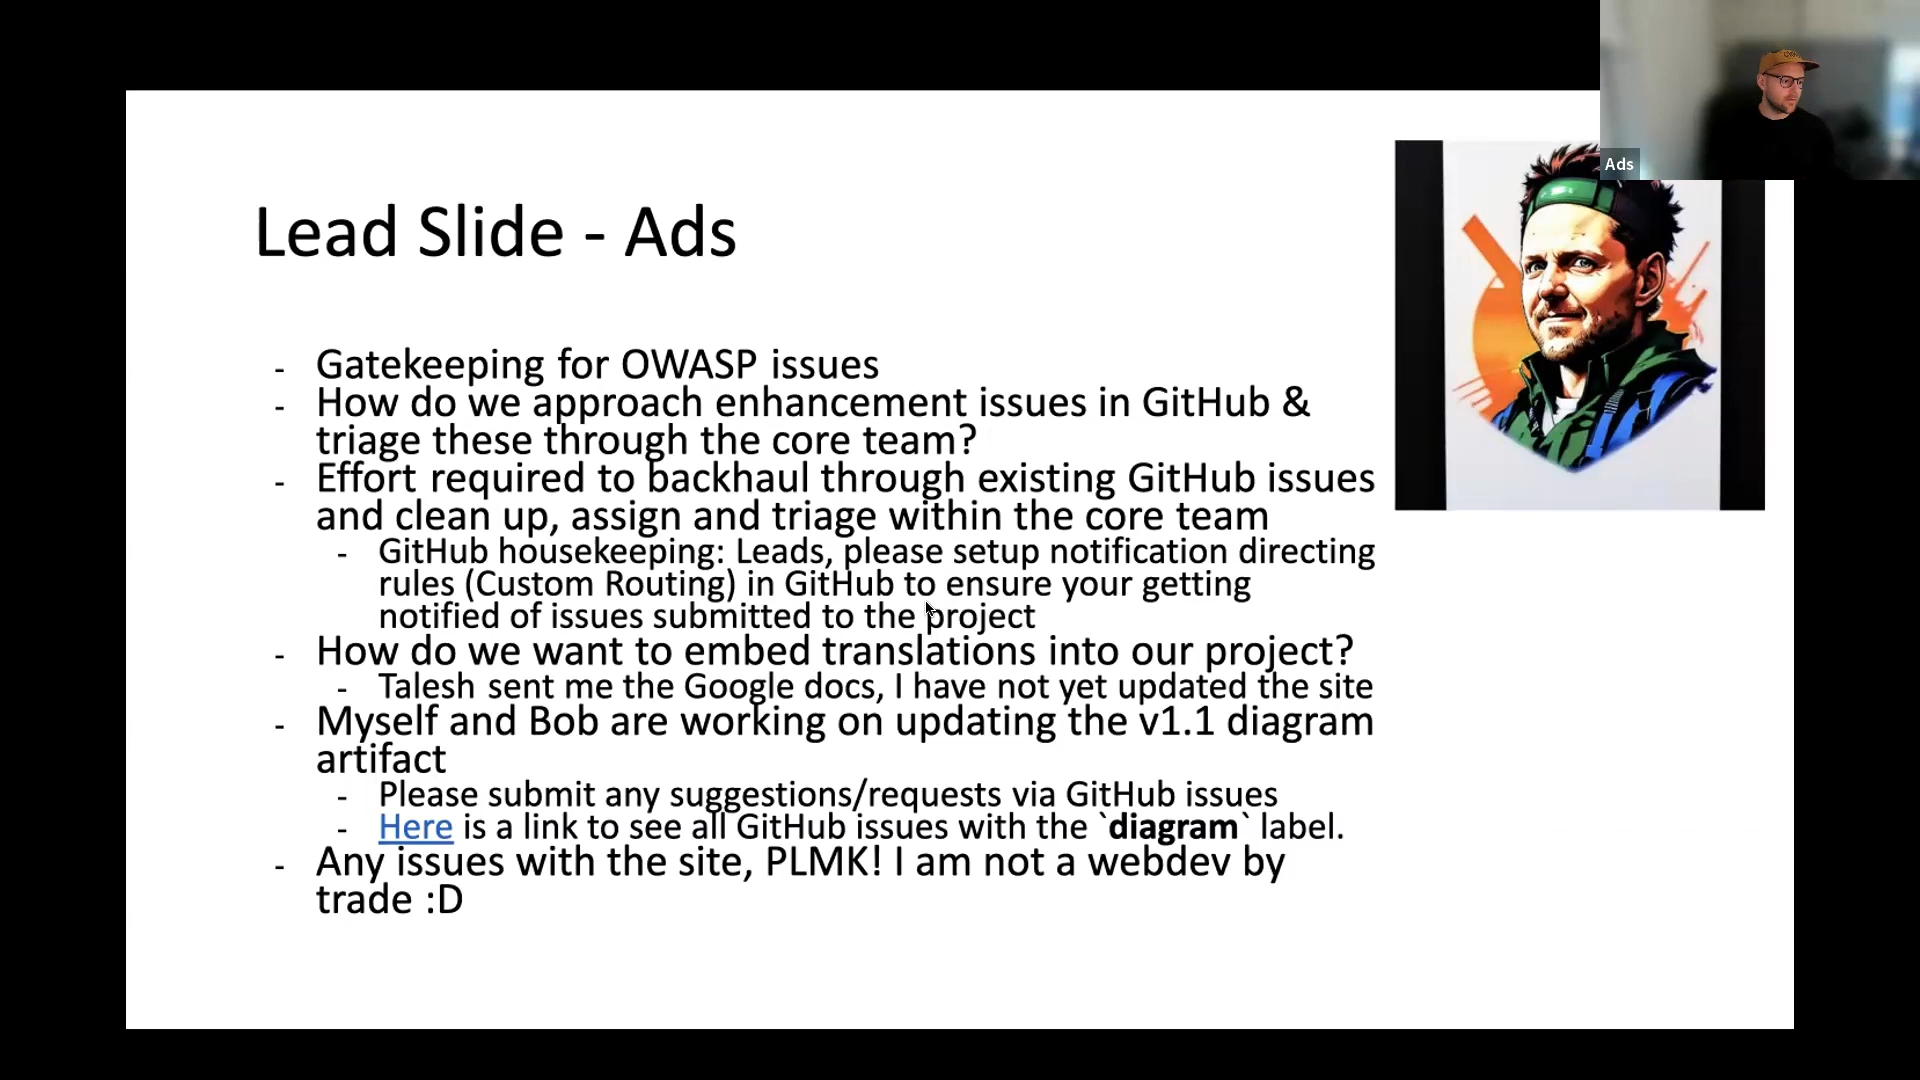 Ads
Lead Slide - Ads
- Gatekeeping for OWASP issues
- How do we approach enhancement issues in GitHub &
triage these through the core team?
- Effort required to backhaul through existing GitHub issues
and clean up, assign and triage within the core team
- GitHub housekeeping: Leads, please setup notification directing
rules (Custom Routing) in GitHub to ensure your getting
notified of issues submitted to the project
- How do we want to embed translations into our project?
- Talesh sent me the Google docs, I have not yet updated the site
- Myself and Bob are working on updating the v1.1 diagram
artifact
- Please submit any suggestions/requests via GitHub issues
- Here is a link to see all GitHub issues with the `diagram` label.
- Any issues with the site, PLMK! I am not a webdev by
trade :D